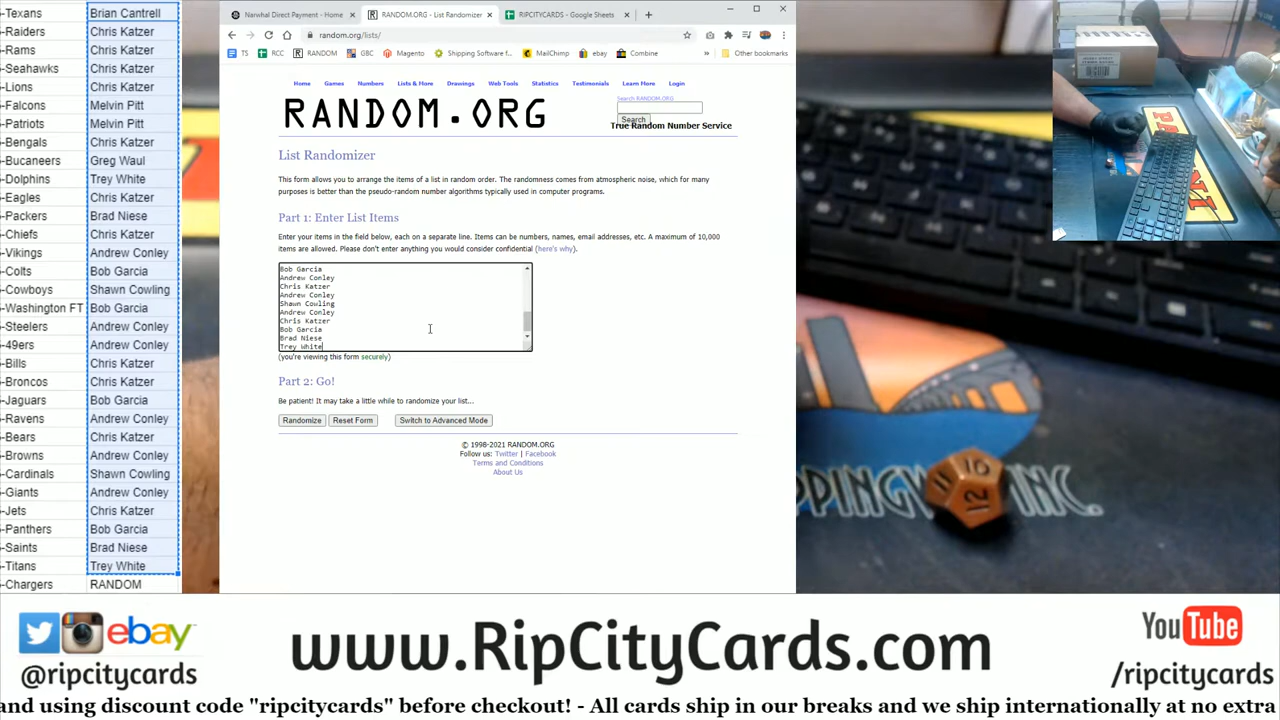 -Texans Brian Cantrell
-Raiders Chris Katzer
-Rams Chris Katzer
-Seahawks Chris Katzer
-Lions Chris Katzer
-Falcons Melvin Pitt
-Patriots Melvin Pitt
-Bengals Chris Katzer
-Bucaneers Greg Waul
-Dolphins Trey White
-Eagles Chris Katzer
-Packers Brad Niese
-Chiefs Chris Katzer
-Vikings Andrew Conley
-Colts Bob Garcia
-Cowboys Shawn Cowling
-Washington FT Bob Garcia
-Steelers Andrew Conley
-49ers Andrew Conley
-Bills Chris Katzer
-Broncos Chris Katzer
-Jaguars Bob Garcia
-Ravens Andrew Conley
-Bears Chris Katzer
-Browns Andrew Conley
-Cardinals Shawn Cowling
-Giants Andrew Conley
-Jets Chris Katzer
-Panthers Bob Garcia
-Saints Brad Niese
-Titans Trey White
-Chargers RANDOM
Narwhal Direct Payment - Home
RANDOM.ORG - List Randomizer
RIPCITYCARDS - Google Sheets
random.org/lists/
TS RCC RANDOM GBC Magento Shipping Software f... MailChimp ebay Combine » Other bookmarks
Home Games Numbers Lists & More Drawings Web Tools Statistics Testimonials Learn More Login
RANDOM.ORG
Search RANDOM.ORG
Search
True Random Number Service
List Randomizer
This form allows you to arrange the items of a list in random order. The randomness comes from atmospheric noise, which for many
purposes is better than the pseudo-random number algorithms typically used in computer programs.
Part 1: Enter List Items
Enter your items in the field below, each on a separate line. Items can be numbers, names, email addresses, etc. A maximum of 10,000
items are allowed. Please don't enter anything you would consider confidential (here's why).
Bob Garcia
Andrew Conley
Chris Katzer
Andrew Conley
Shawn Cowling
Andrew Conley
Chris Katzer
Bob Garcia
Brad Niese
Trey White
(you're viewing this form securely)
Part 2: Go!
Be patient! It may take a little while to randomize your list...
Randomize Reset Form Switch to Advanced Mode
© 1998-2021 RANDOM.ORG
Follow us: Twitter | Facebook
Terms and Conditions
About Us
11 10
12
INC.
ebay
@ripcitycards
www.RipCityCards.com
YouTube
/ripcitycards
and using discount code "ripcitycards" before checkout! - All cards ship in our breaks and we ship internationally at no extra